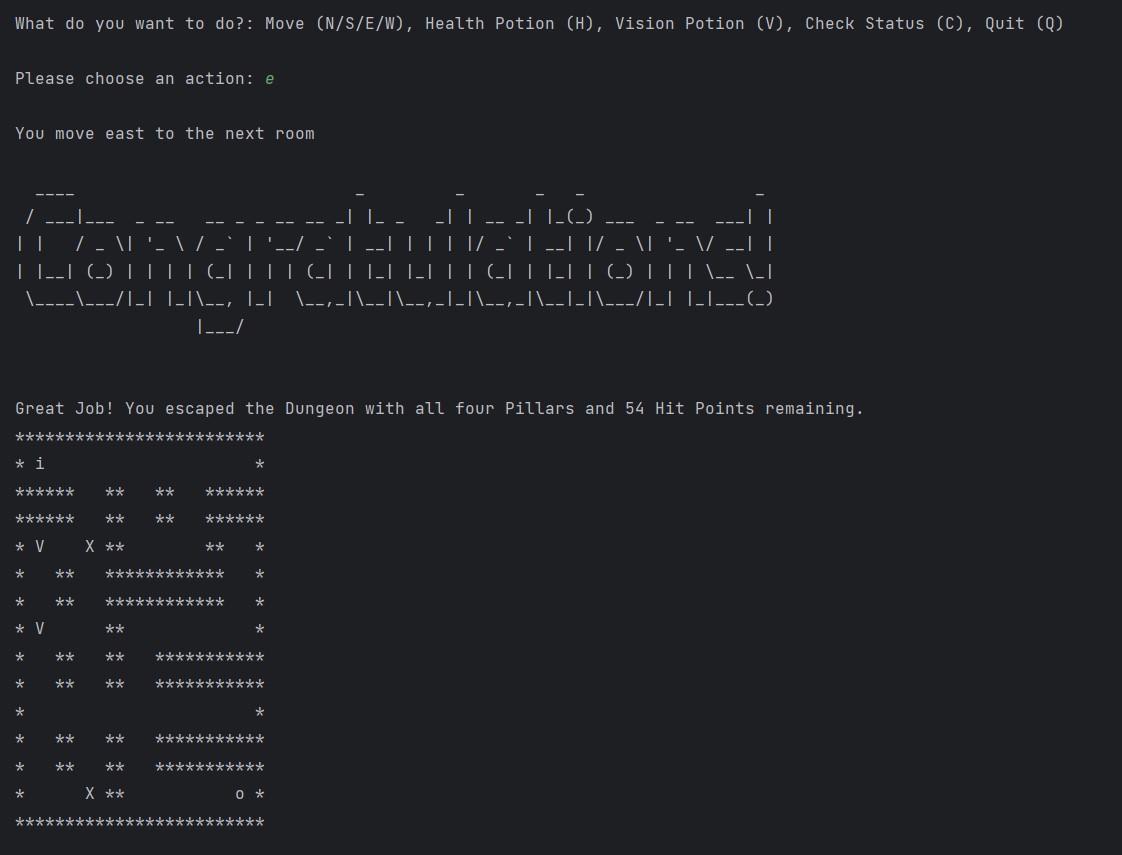 What do you want to do?: Move (N/S/E/W), Health Potion (H), Vision Potion (V), Check Status (C), Quit (Q)
Please choose an action: e
You move east to the next room
  ____                            _         _       _   _                 _
 / ___|___  _ __   __ _ _ __ __ _| |_ _   _| | __ _| |_(_) ___  _ __  ___| |
| |   / _ \| '_ \ / _` | '__/ _` | __| | | | |/ _` | __| |/ _ \| '_ \/ __| |
| |__| (_) | | | | (_| | | | (_| | |_| |_| | | (_| | |_| | (_) | | | \__ \_|
 \____\___/|_| |_|\__, |_|  \__,_|\__|\__,_|_|\__,_|\__|_|\___/|_| |_|___(_)
                  |___/
Great Job! You escaped the Dungeon with all four Pillars and 54 Hit Points remaining.
*************************
* i                     *
******   **   **   ******
******   **   **   ******
* V    X **        **   *
*   **   ************   *
*   **   ************   *
* V      **             *
*   **   **   ***********
*   **   **   ***********
*                       *
*   **   **   ***********
*   **   **   ***********
*      X **           o *
*************************